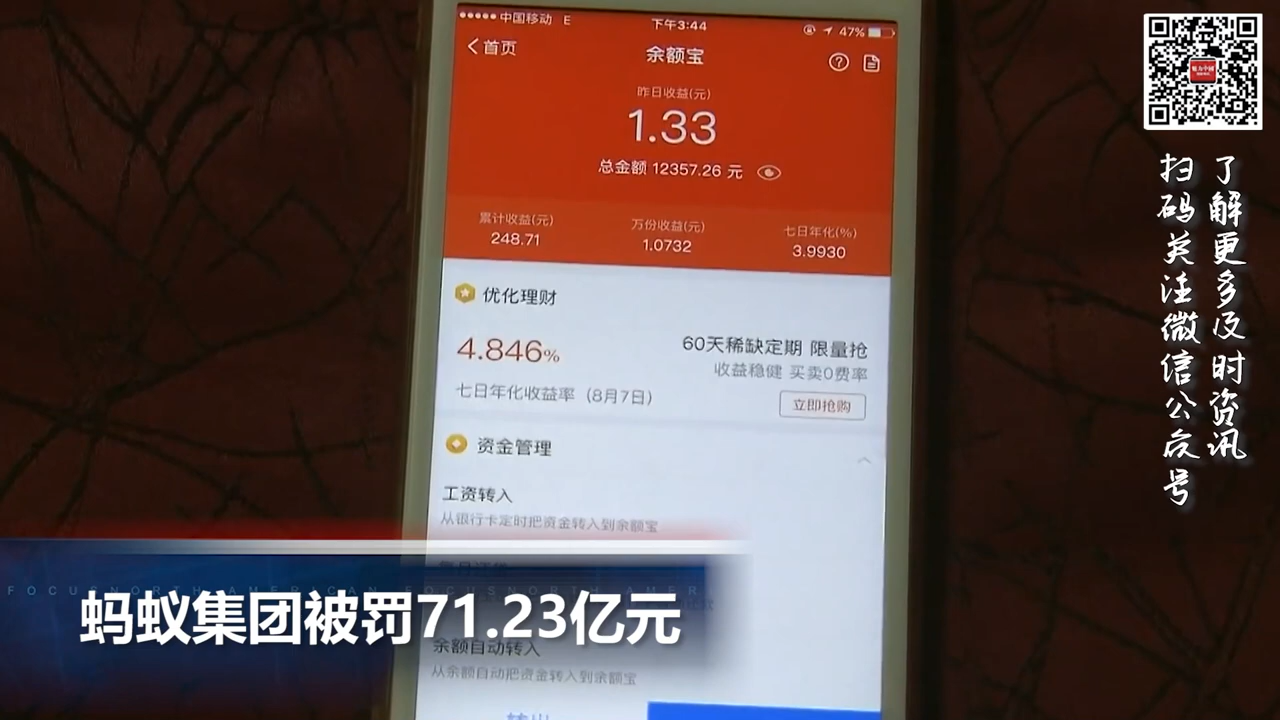 中国移动 E 下午3:44 47%
首页
余额宝
昨日收益(元)
1.33
总金额 12357.26 元
累计收益(元) 万份收益(元) 七日年化(%)
248.71 1.0732 3.9930
优化理财
4.846%
60天稀缺定期 限量抢
收益稳健 买卖0费率
七日年化收益率 (8月7日)
立即抢购
资金管理
工资转入
从银行卡定时把资金转入到余额宝
余额自动转入
从余额自动把资金转入到余额宝
转出
FOCUS NORTH AMERICAN FOCUS NORTH AMER
蚂蚁集团被罚71.23亿元
了解更多及时资讯
扫码关注微信公众号